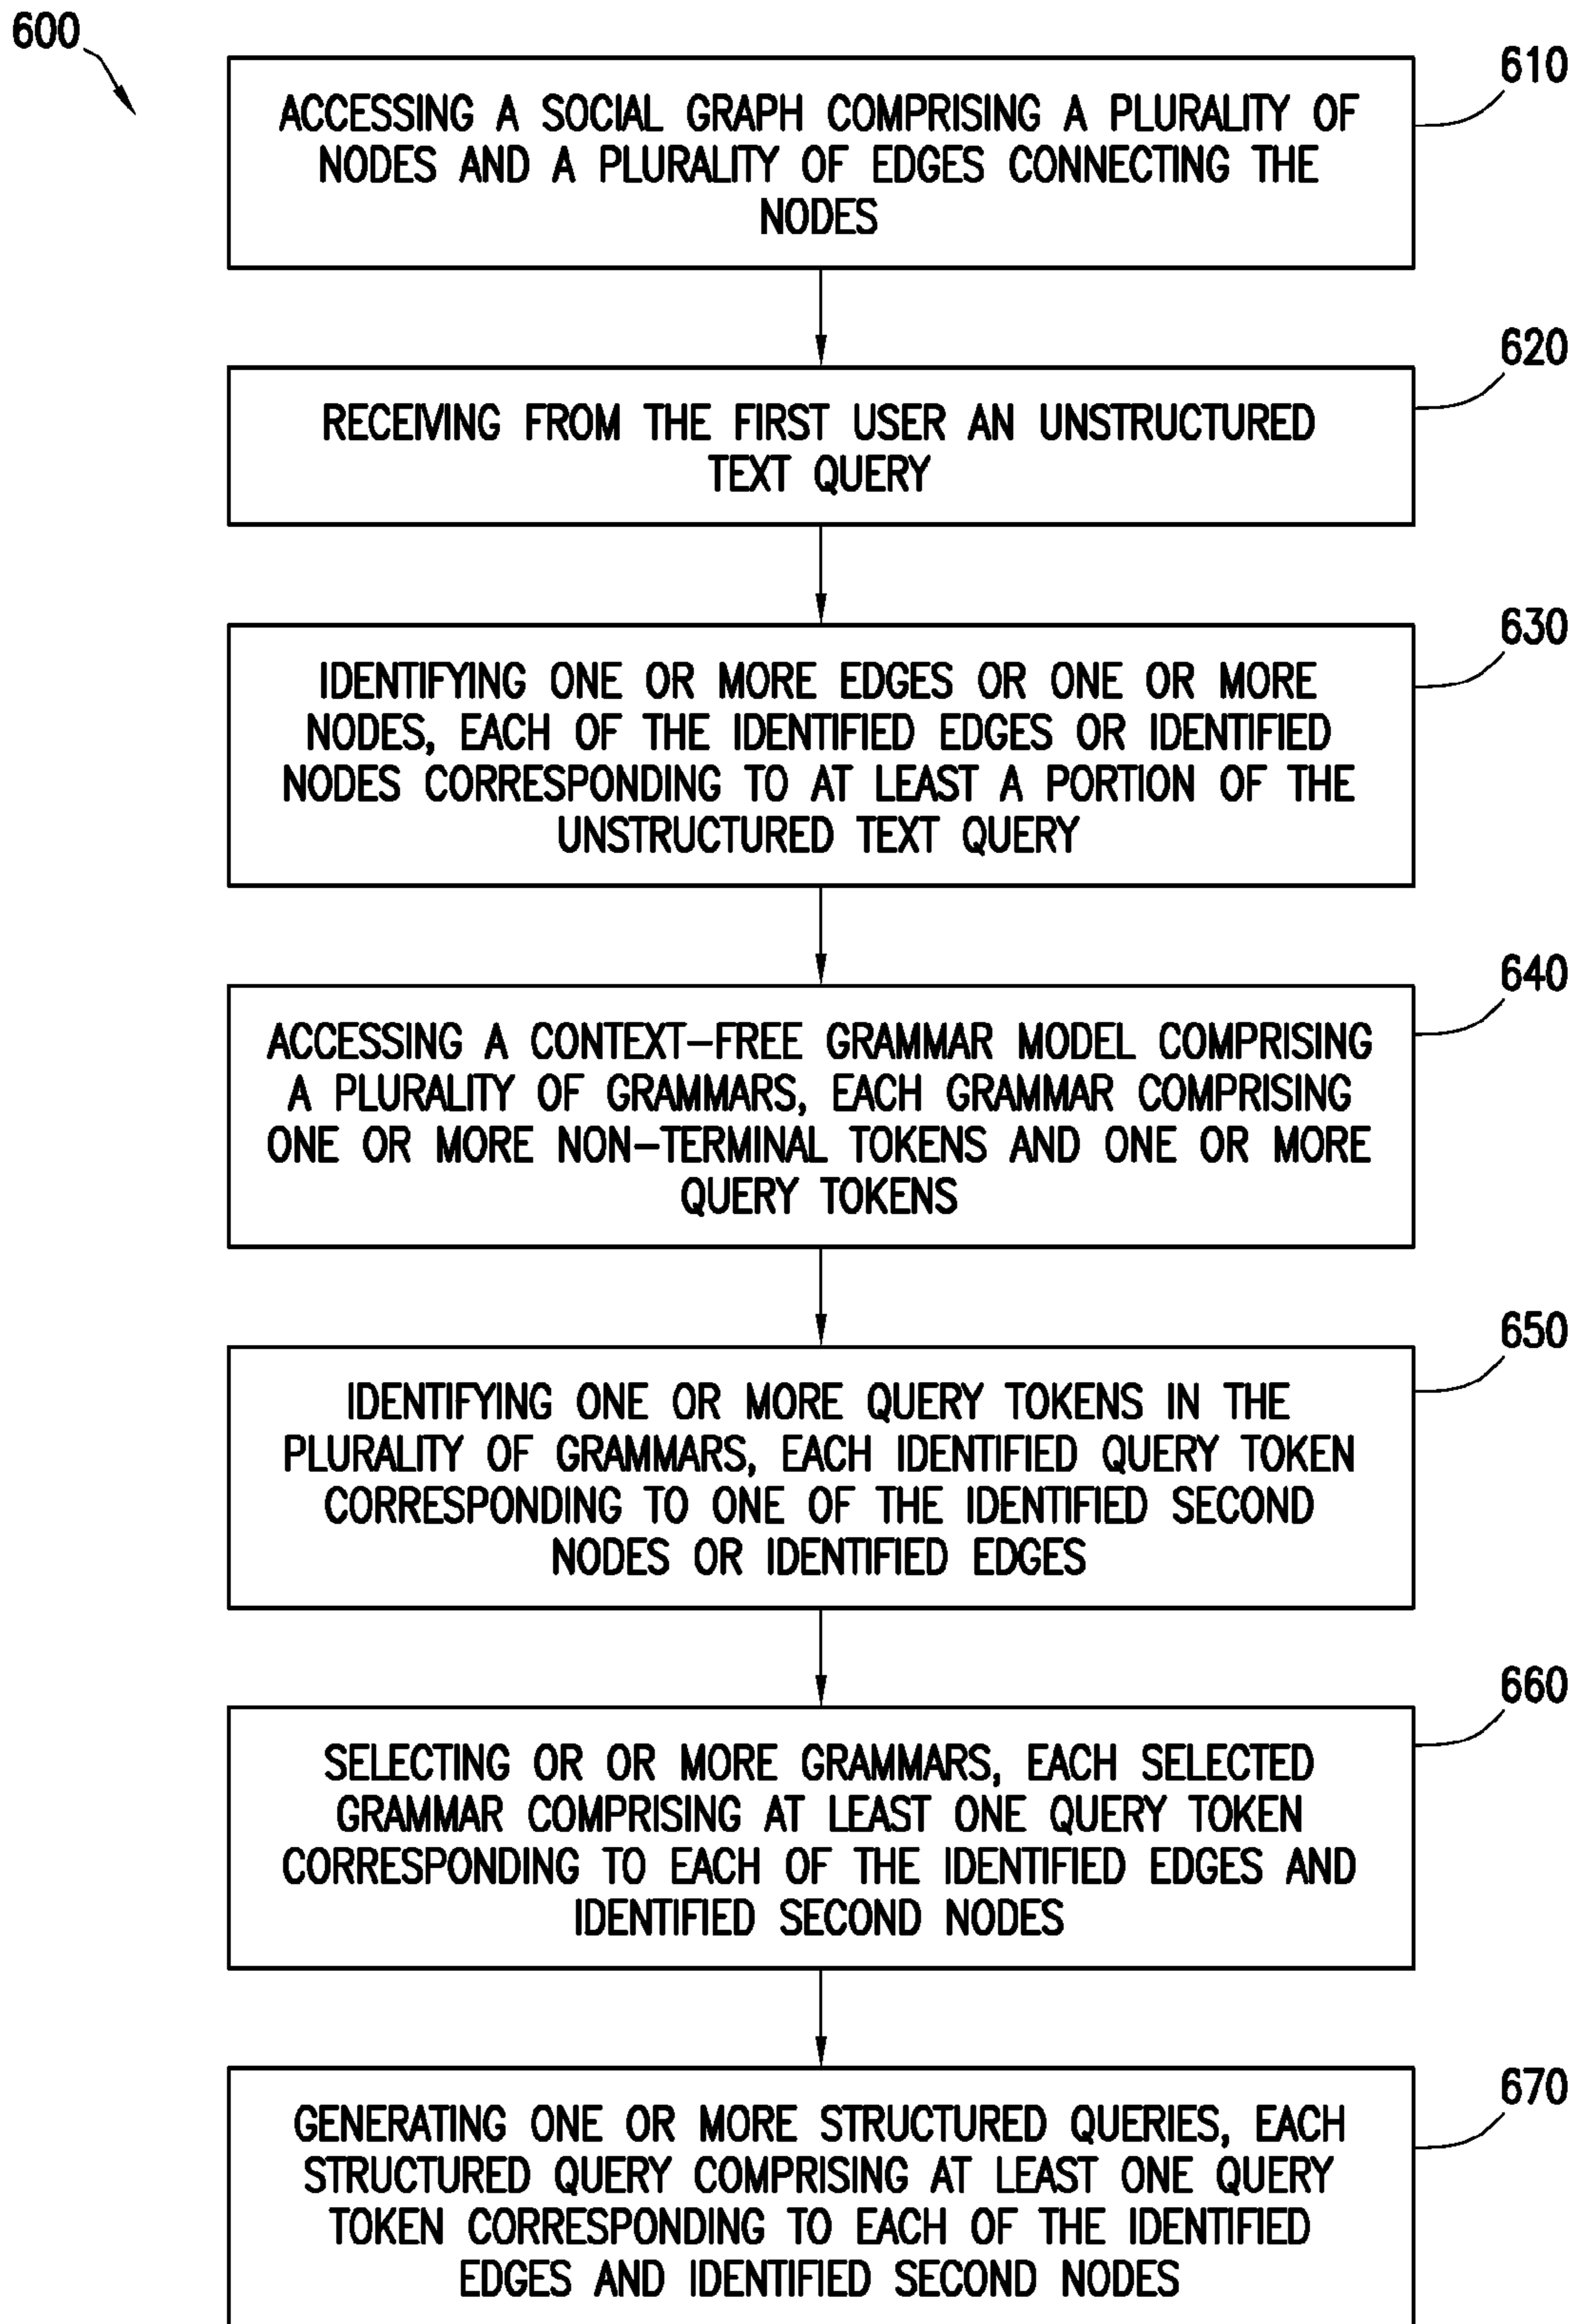 600
610
ACCESSING A SOCIAL GRAPH COMPRISING A PLURALITY OF
NODES AND A PLURALITY OF EDGES CONNECTING THE
NODES
620
RECEIVING FROM THE FIRST USER AN UNSTRUCTURED
TEXT QUERY
630
IDENTIFYING ONE OR MORE EDGES OR ONE OR MORE
NODES, EACH OF THE IDENTIFIED EDGES OR IDENTIFIED
NODES CORRESPONDING TO AT LEAST A PORTION OF THE
UNSTRUCTURED TEXT QUERY
640
ACCESSING A CONTEXT-FREE GRAMMAR MODEL COMPRISING
A PLURALITY OF GRAMMARS, EACH GRAMMAR COMPRISING
ONE OR MORE NON-TERMINAL TOKENS AND ONE OR MORE
QUERY TOKENS
650
IDENTIFYING ONE OR MORE QUERY TOKENS IN THE
PLURALITY OF GRAMMARS, EACH IDENTIFIED QUERY TOKEN
CORRESPONDING TO ONE OF THE IDENTIFIED SECOND
NODES OR IDENTIFIED EDGES
660
SELECTING OR OR MORE GRAMMARS, EACH SELECTED
GRAMMAR COMPRISING AT LEAST ONE QUERY TOKEN
CORRESPONDING TO EACH OF THE IDENTIFIED EDGES AND
IDENTIFIED SECOND NODES
670
GENERATING ONE OR MORE STRUCTURED QUERIES, EACH
STRUCTURED QUERY COMPRISING AT LEAST ONE QUERY
TOKEN CORRESPONDING TO EACH OF THE IDENTIFIED
EDGES AND IDENTIFIED SECOND NODES